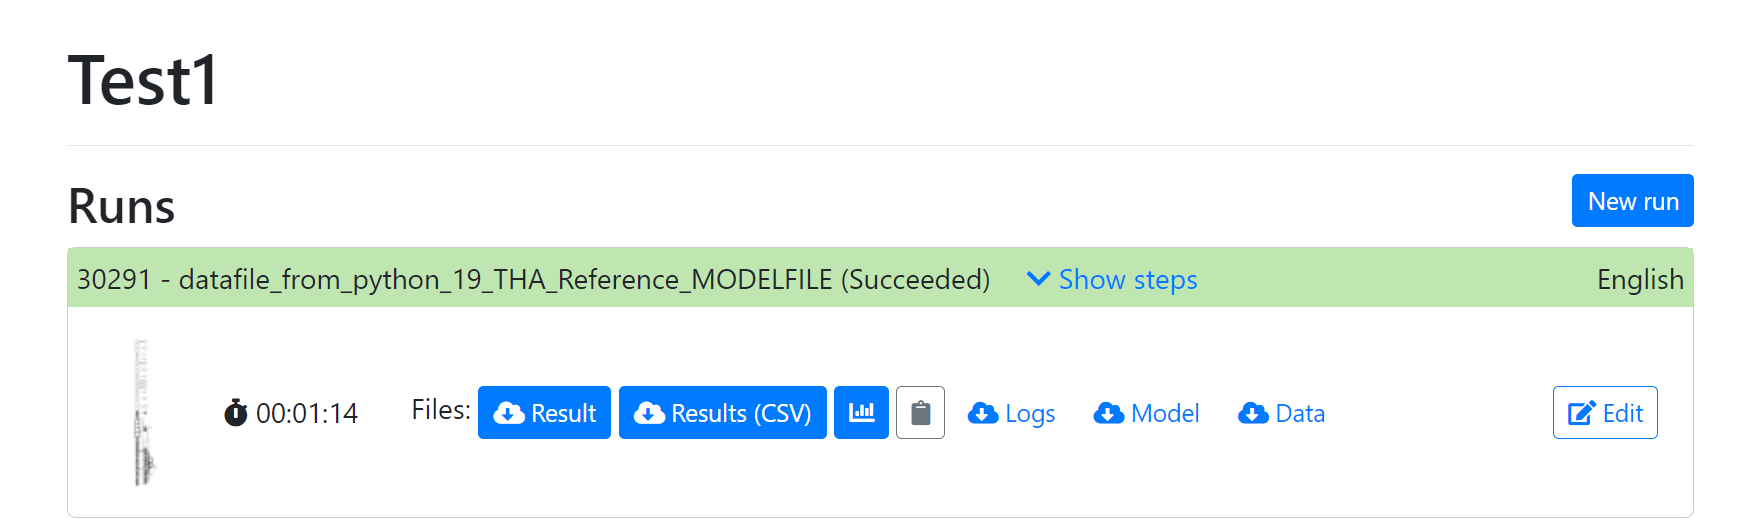 Test1
Runs
New run
30291 - datafile_from_python_19_THA_Reference_MODELFILE (Succeeded) Show steps English
00:01:14 Files: Result Results (CSV) Logs Model Data Edit